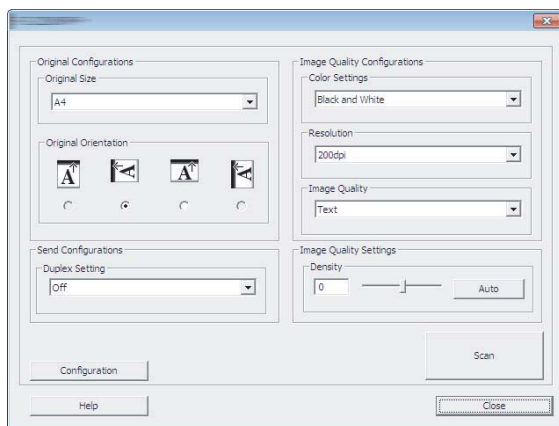 Original Configurations
Original Size
A4
Original Orientation
A A A A
Send Configurations
Duplex Setting
Off
Image Quality Configurations
Color Settings
Black and White
Resolution
200dpi
Image Quality
Text
Image Quality Settings
Density
0 Auto
Configuration
Scan
Help
Close